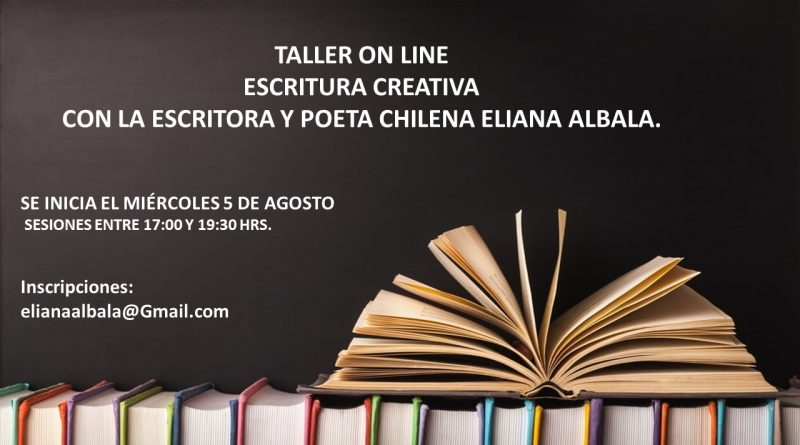 TALLER ON LINE
ESCRITURA CREATIVA
CON LA ESCRITORA Y POETA CHILENA ELIANA ALBALA.
SE INICIA EL MIÉRCOLES 5 DE AGOSTO
SESIONES ENTRE 17:00 Y 19:30 HRS.
Inscripciones:
elianaalbala@Gmail.com